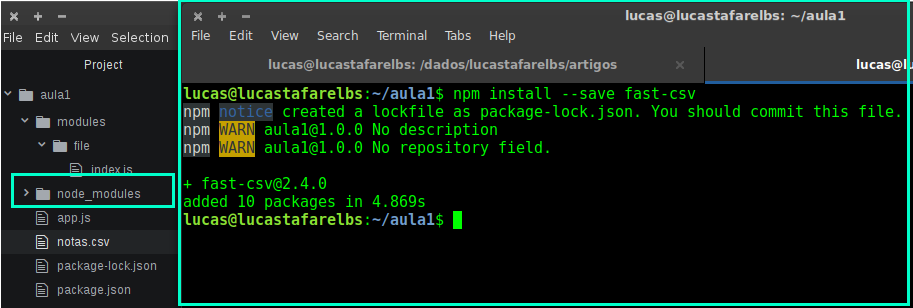 File Edit View Selection
Project
aula1
modules
file
index.js
node_modules
app.js
notas.csv
package-lock.json
package.json
lucas@lucastafarelbs: ~/aula1
File Edit View Search Terminal Tabs Help
lucas@lucastafarelbs: /dados/lucastafarelbs/artigos
lucas@lu
lucas@lucastafarelbs:~/aula1$ npm install --save fast-csv
npm notice created a lockfile as package-lock.json. You should commit this file.
npm WARN aula1@1.0.0 No description
npm WARN aula1@1.0.0 No repository field.
+ fast-csv@2.4.0
added 10 packages in 4.869s
lucas@lucastafarelbs:~/aula1$